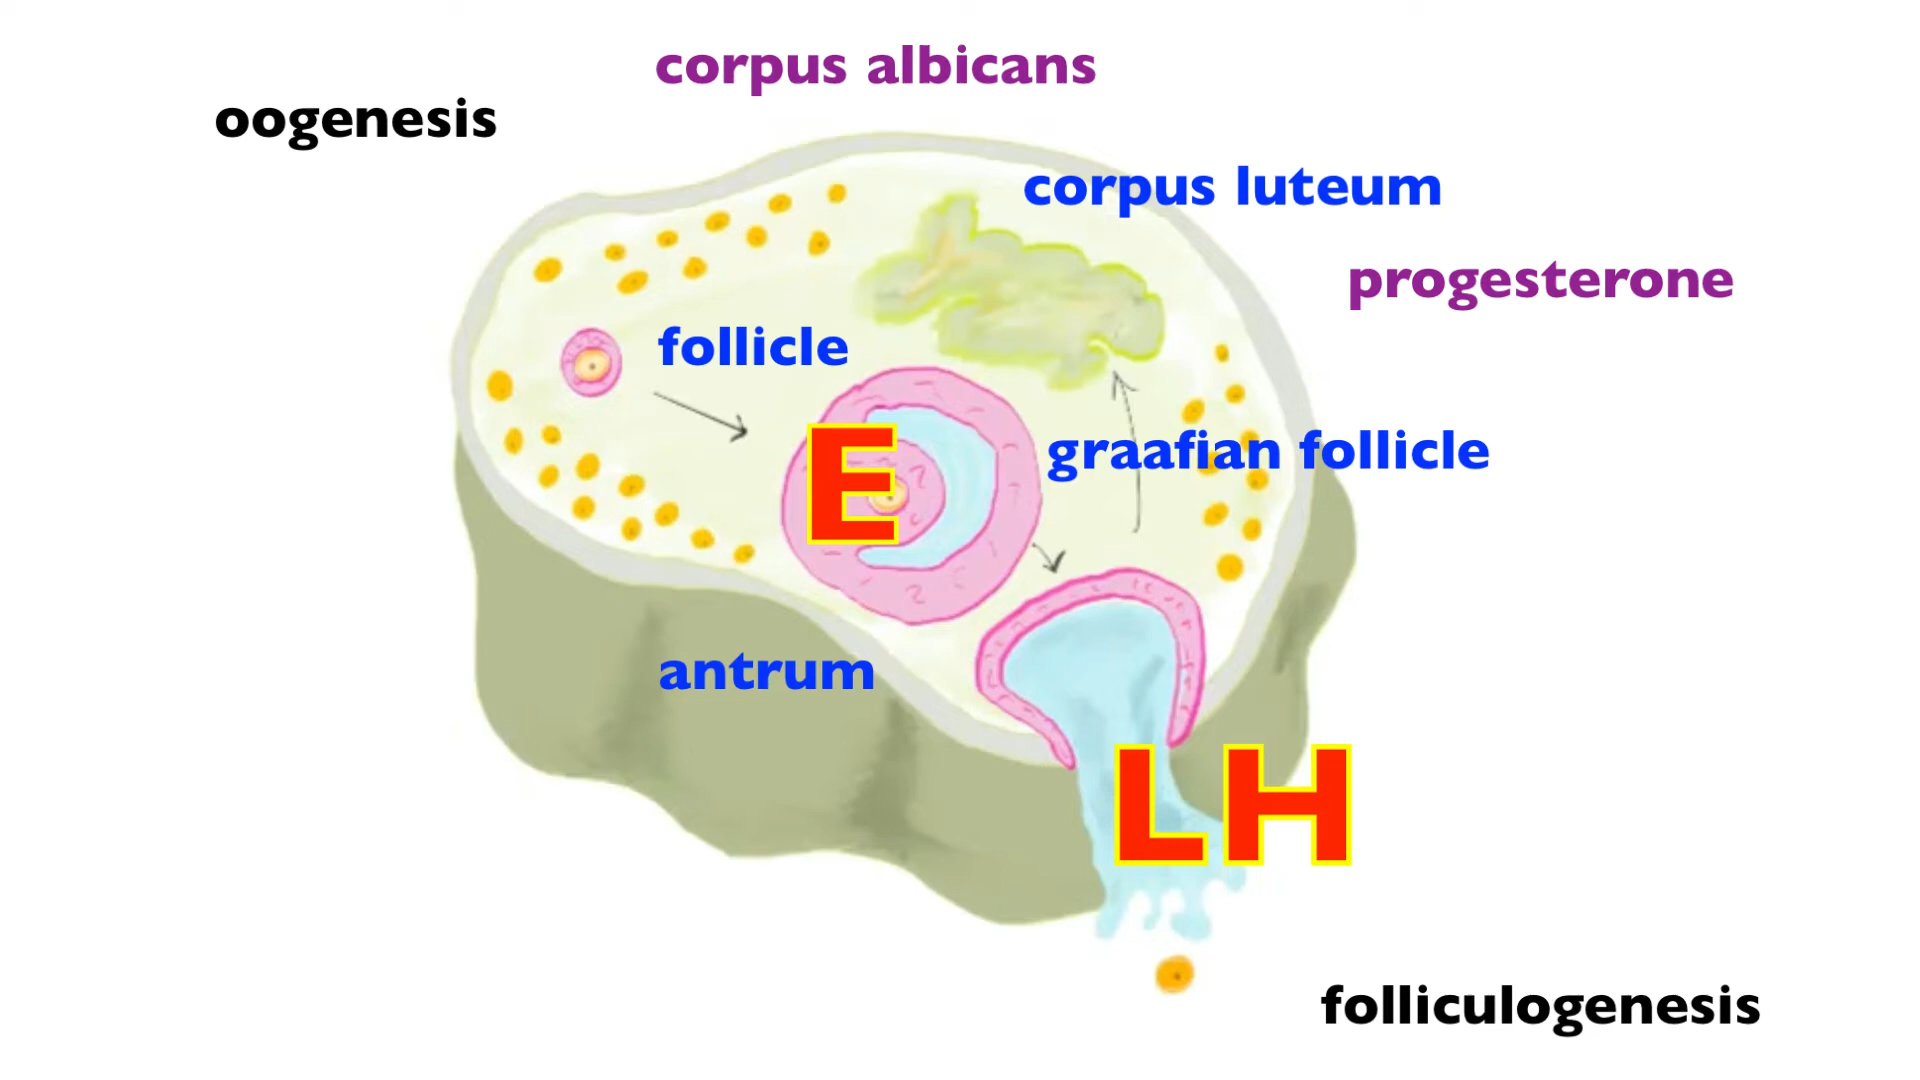 corpus albicans
oogenesis
corpus luteum
progesterone
follicle
E
graafian follicle
antrum
LH
folliculogenesis